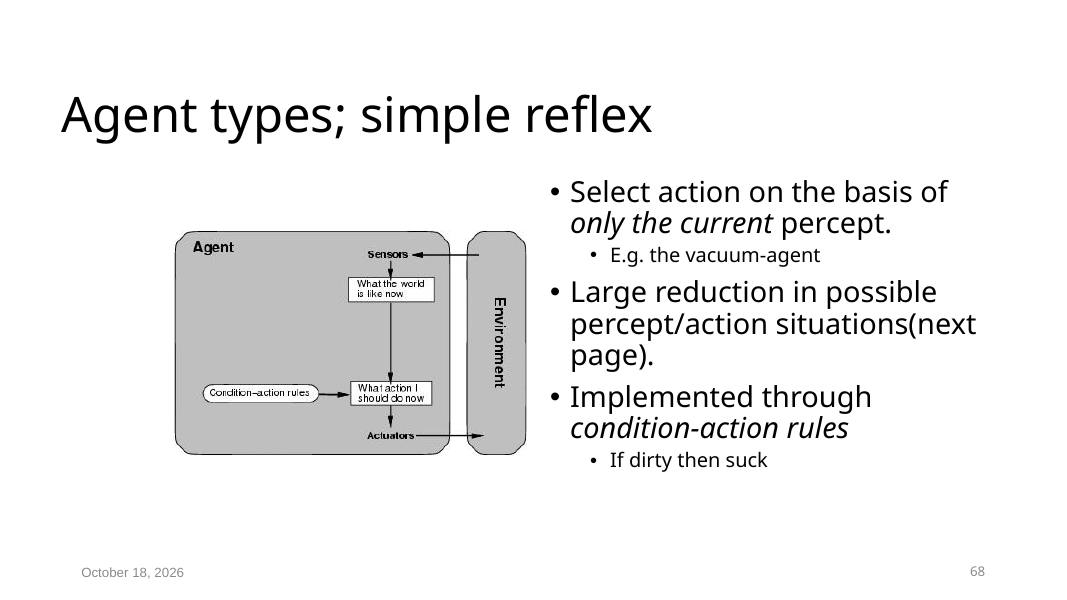 Agent types; simple reflex
Agent
Sensors
What the world
is like now
Environment
Condition–action rules
What action I
should do now
Actuators
• Select action on the basis of
only the current percept.
• E.g. the vacuum-agent
• Large reduction in possible
percept/action situations(next
page).
• Implemented through
condition-action rules
• If dirty then suck
October 18, 2026
68